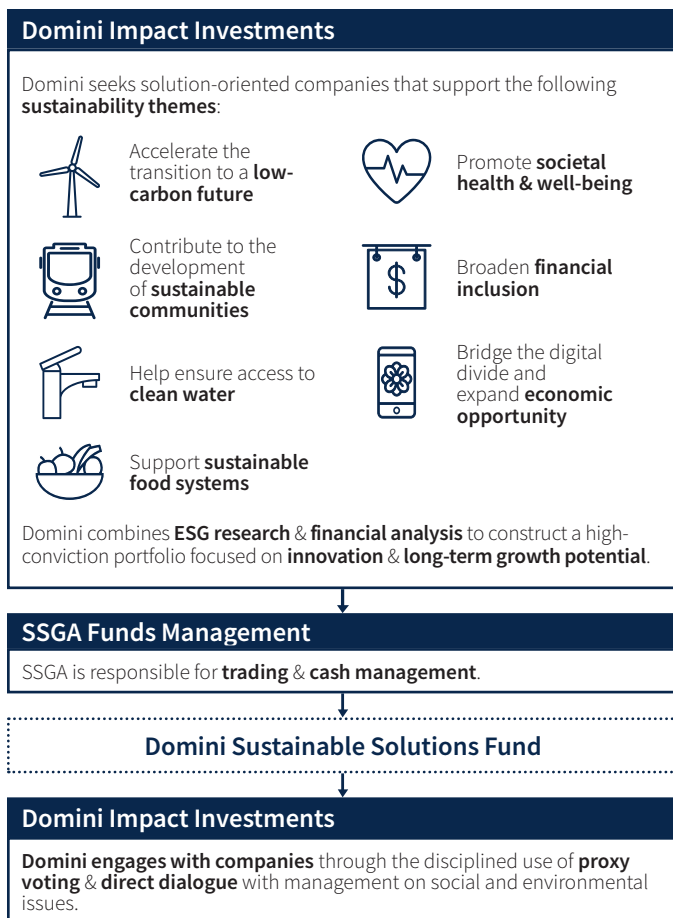 Domini Impact Investments
Domini seeks solution-oriented companies that support the following
sustainability themes:
Accelerate the
transition to a low-
carbon future
Promote societal
health & well-being
Contribute to the
development
of sustainable
communities
$
Broaden financial
inclusion
Help ensure access to
clean water
Bridge the digital
divide and
expand economic
opportunity
Support sustainable
food systems
Domini combines ESG research & financial analysis to construct a high-
conviction portfolio focused on innovation & long-term growth potential.
SSGA Funds Management
SSGA is responsible for trading & cash management.
Domini Sustainable Solutions Fund
Domini Impact Investments
Domini engages with companies through the disciplined use of proxy
voting & direct dialogue with management on social and environmental
issues.